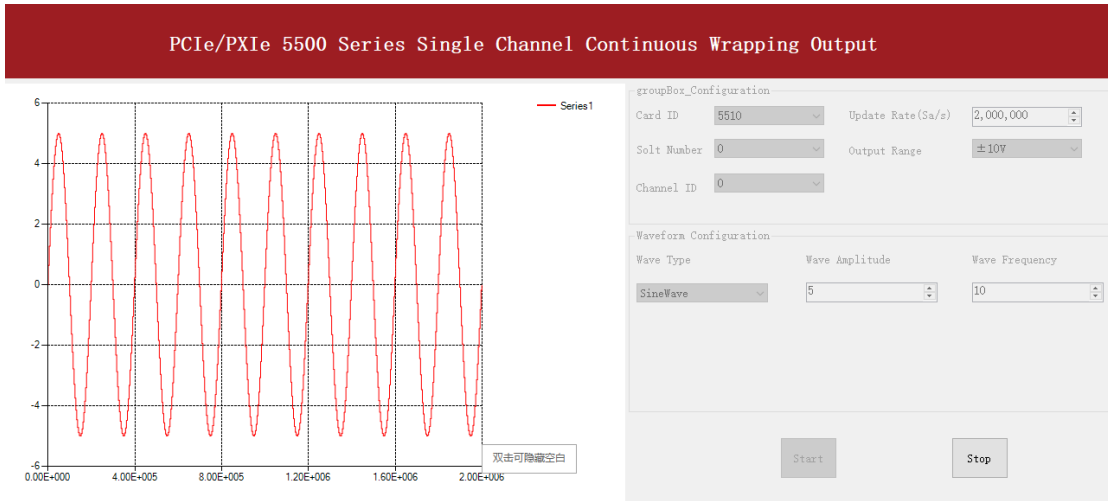 PCIe/PXIe 5500 Series Single Channel Continuous Wrapping Output
6
4
2
0
-2
-4
-6
0.00E+000
4.00E+005
8.00E+005
1.20E+006
1.60E+006
2.00E+006
Series1
双击可隐藏空白
groupBox_Configuration
Card ID 5510 Update Rate(Sa/s) 2,000,000
Solt Number 0 Output Range ±10V
Channel ID 0
Waveform Configuration
Wave Type Wave Amplitude Wave Frequency
SineWave 5 10
Start Stop